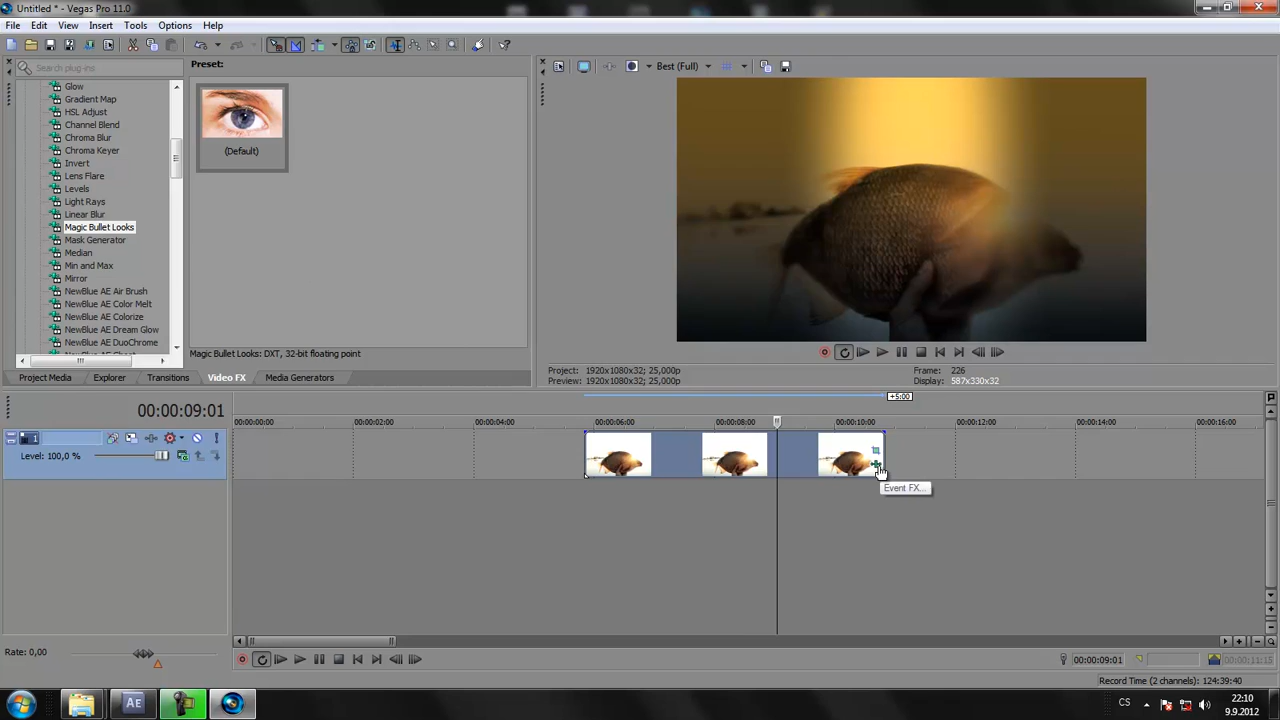 Untitled * - Vegas Pro 11.0
File Edit View Insert Tools Options Help
Search plug-ins
Preset:
Best (Full)
Glow
Gradient Map
HSL Adjust
Channel Blend
Chroma Blur
Chroma Keyer
Invert
Lens Flare
Levels
Light Rays
Linear Blur
Magic Bullet Looks
Mask Generator
Median
Min and Max
Mirror
NewBlue AE Air Brush
NewBlue AE Color Melt
NewBlue AE Colorize
NewBlue AE Dream Glow
NewBlue AE DuoChrome
(Default)
Magic Bullet Looks: DXT, 32-bit floating point
Project Media Explorer Transitions Video FX Media Generators
Project: 1920x1080x32; 25,000p
Preview: 1920x1080x32; 25,000p
Frame: 226
Display: 587x330x32
00:00:09:01
+5:00
00:00:00:00 00:00:02:00 00:00:04:00 00:00:06:00 00:00:08:00 00:00:10:00 00:00:12:00 00:00:14:00 00:00:16:00
1
Level: 100,0 %
Event FX...
Rate: 0,00
00:00:09:01
00:00:11:15
Record Time (2 channels): 124:39:40
AE
CS
22:10
9.9.2012